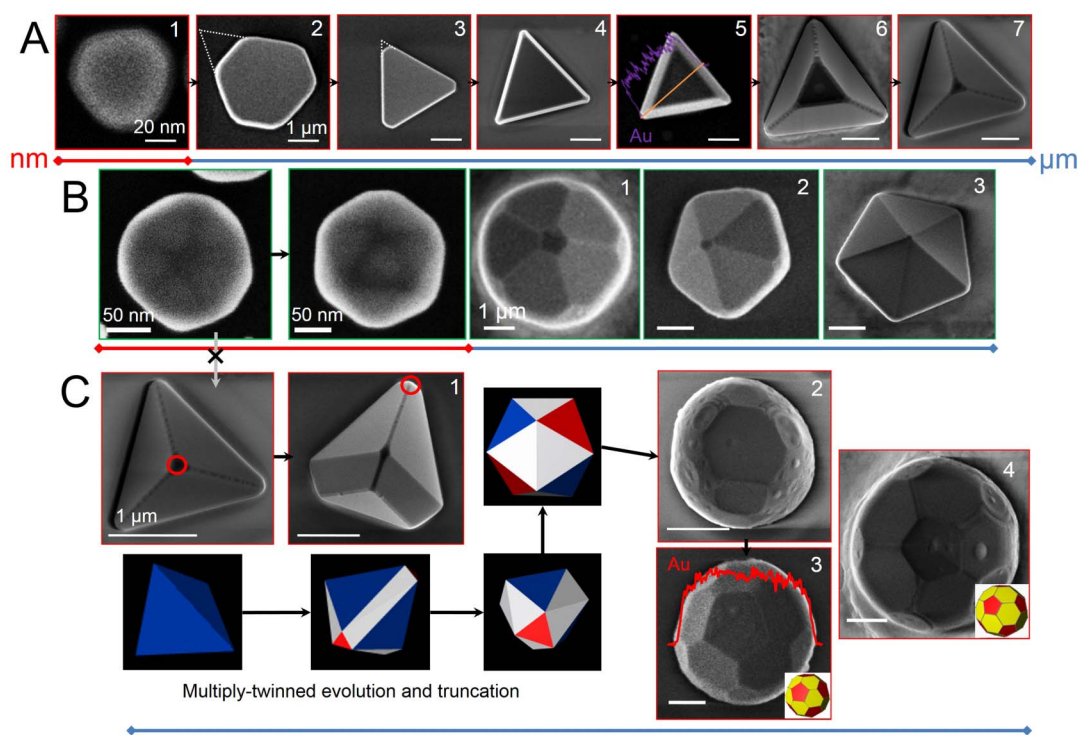 A
1
2
3
4
5
6
7
Au
20 nm
1 μm
nm
μm
B
1
2
3
50 nm
50 nm
1 μm
C
1
2
4
1 μm
Au
3
Multiply-twinned evolution and truncation